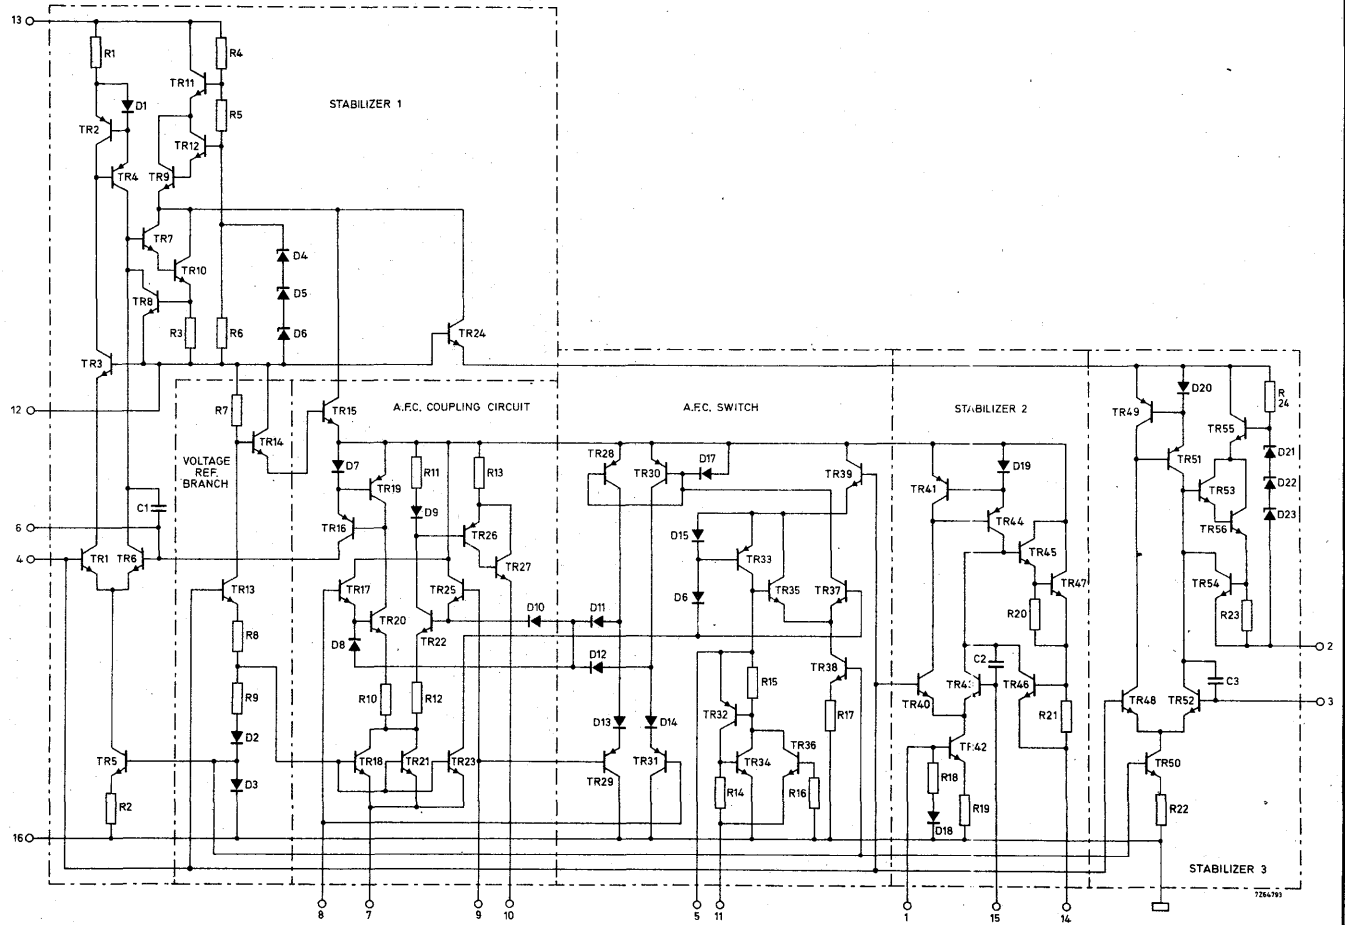 13
R1
R4
TR11
D1
R5
STABILIZER 1
TR2
TR12
TR4
TR9
TR7
D4
TR10
TR8
D5
R3
R6
D6
TR24
TR3
12
R7
TR15
A.F.C. COUPLING CIRCUIT
A.F.C. SWITCH
STABILIZER 2
D20
R
24
TR49
TR14
VOLTAGE
REF.
BRANCH
D7
R11
R13
TR28
TR30
D17
TR39
D19
TR55
TR51
D21
TR19
TR41
D22
TR53
C1
D9
TR16
TR44
D23
TR56
6
TR26
D15
TR45
4
TR1
TR6
TR27
TR33
TR47
TR13
TR17
TR25
D6
TR35
TR37
TR54
R20
R23
D10
D11
TR20
R8
D8
TR22
2
D12
C2
TR38
R15
C3
R9
R10
R12
TR40
TR43
TR46
TR48
TR52
3
TR32
R17
R21
D2
D13
D14
TR42
TR36
TR5
TR18
TR21
TR23
TR29
TR31
TR34
TR50
D3
R14
R16
R18
R2
R19
R22
16
D18
STABILIZER 3
7Z64793
8
7
9
10
5
11
1
15
14